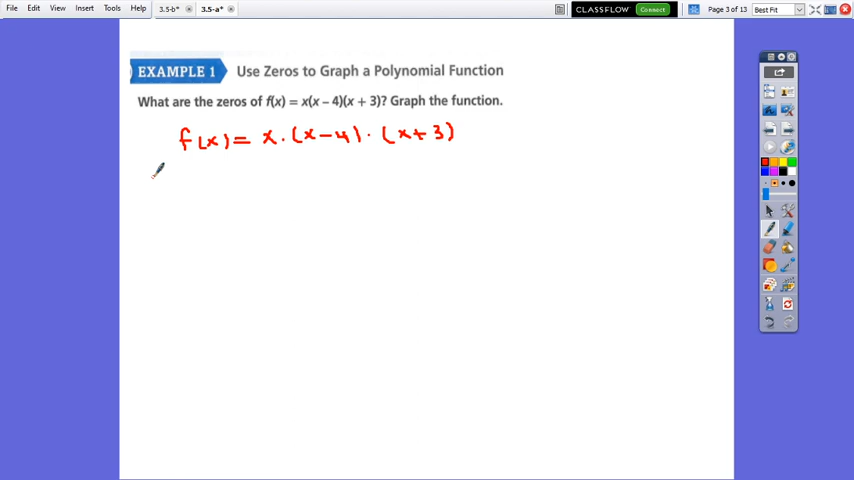 File Edit View Insert Tools Help 3.5-b* 3.5-a* CLASSFLOW Connect Page 3 of 13 Best Fit
EXAMPLE 1 Use Zeros to Graph a Polynomial Function
What are the zeros of f(x) = x(x − 4)(x + 3)? Graph the function.
f(x) = x · (x − 4) · (x + 3)